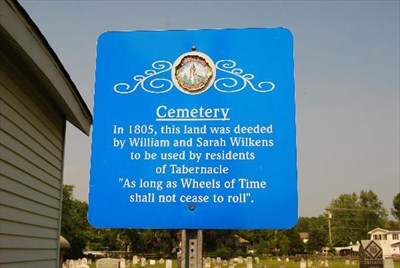 Cemetery
In 1805, this land was deeded
by William and Sarah Wilkens
to be used by residents
of Tabernacle
"As long as Wheels of Time
shall not cease to roll".